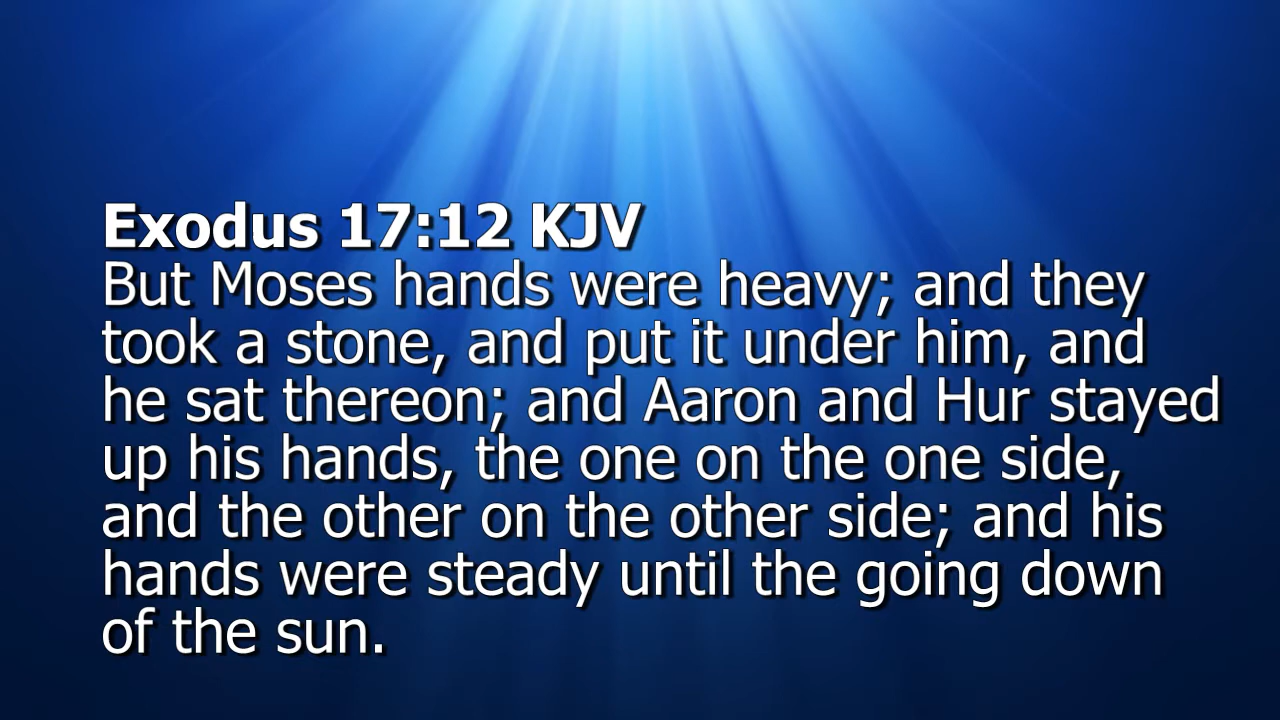 Exodus 17:12 KJV
But Moses hands were heavy; and they
took a stone, and put it under him, and
he sat thereon; and Aaron and Hur stayed
up his hands, the one on the one side,
and the other on the other side; and his
hands were steady until the going down
of the sun.